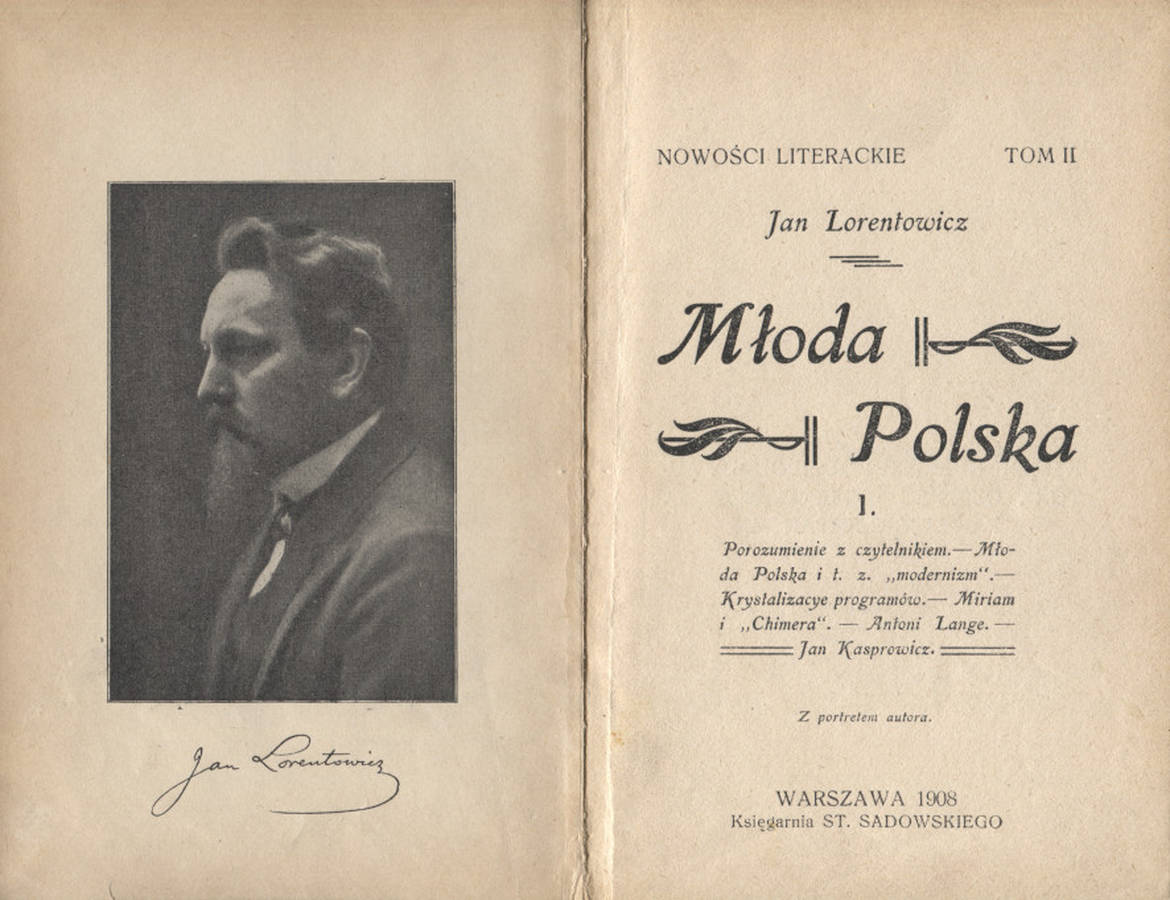 Jan Lorentowicz
NOWOŚCI LITERACKIE TOM II
Jan Lorentowicz
Młoda
Polska
1.
Porozumienie z czytelnikiem.— Mło-
da Polska i t. z. „modernizm“.—
Krystalizacye programów.— Miriam
i „Chimera“. — Antoni Lange. —
Jan Kasprowicz.
Z portretem autora.
WARSZAWA 1908
Księgarnia ST. SADOWSKIEGO